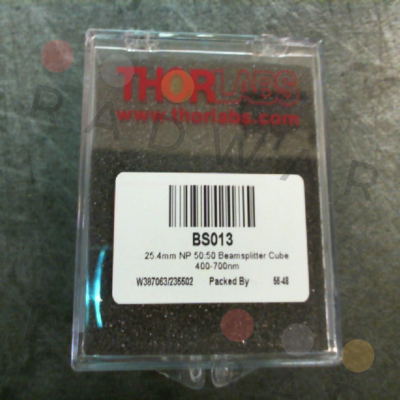 THORLABS
www.thorlabs.com
BS013
25.4mm NP 50:50 Beamsplitter Cube
400-700nm
W387063/235502 Packed By 56-48